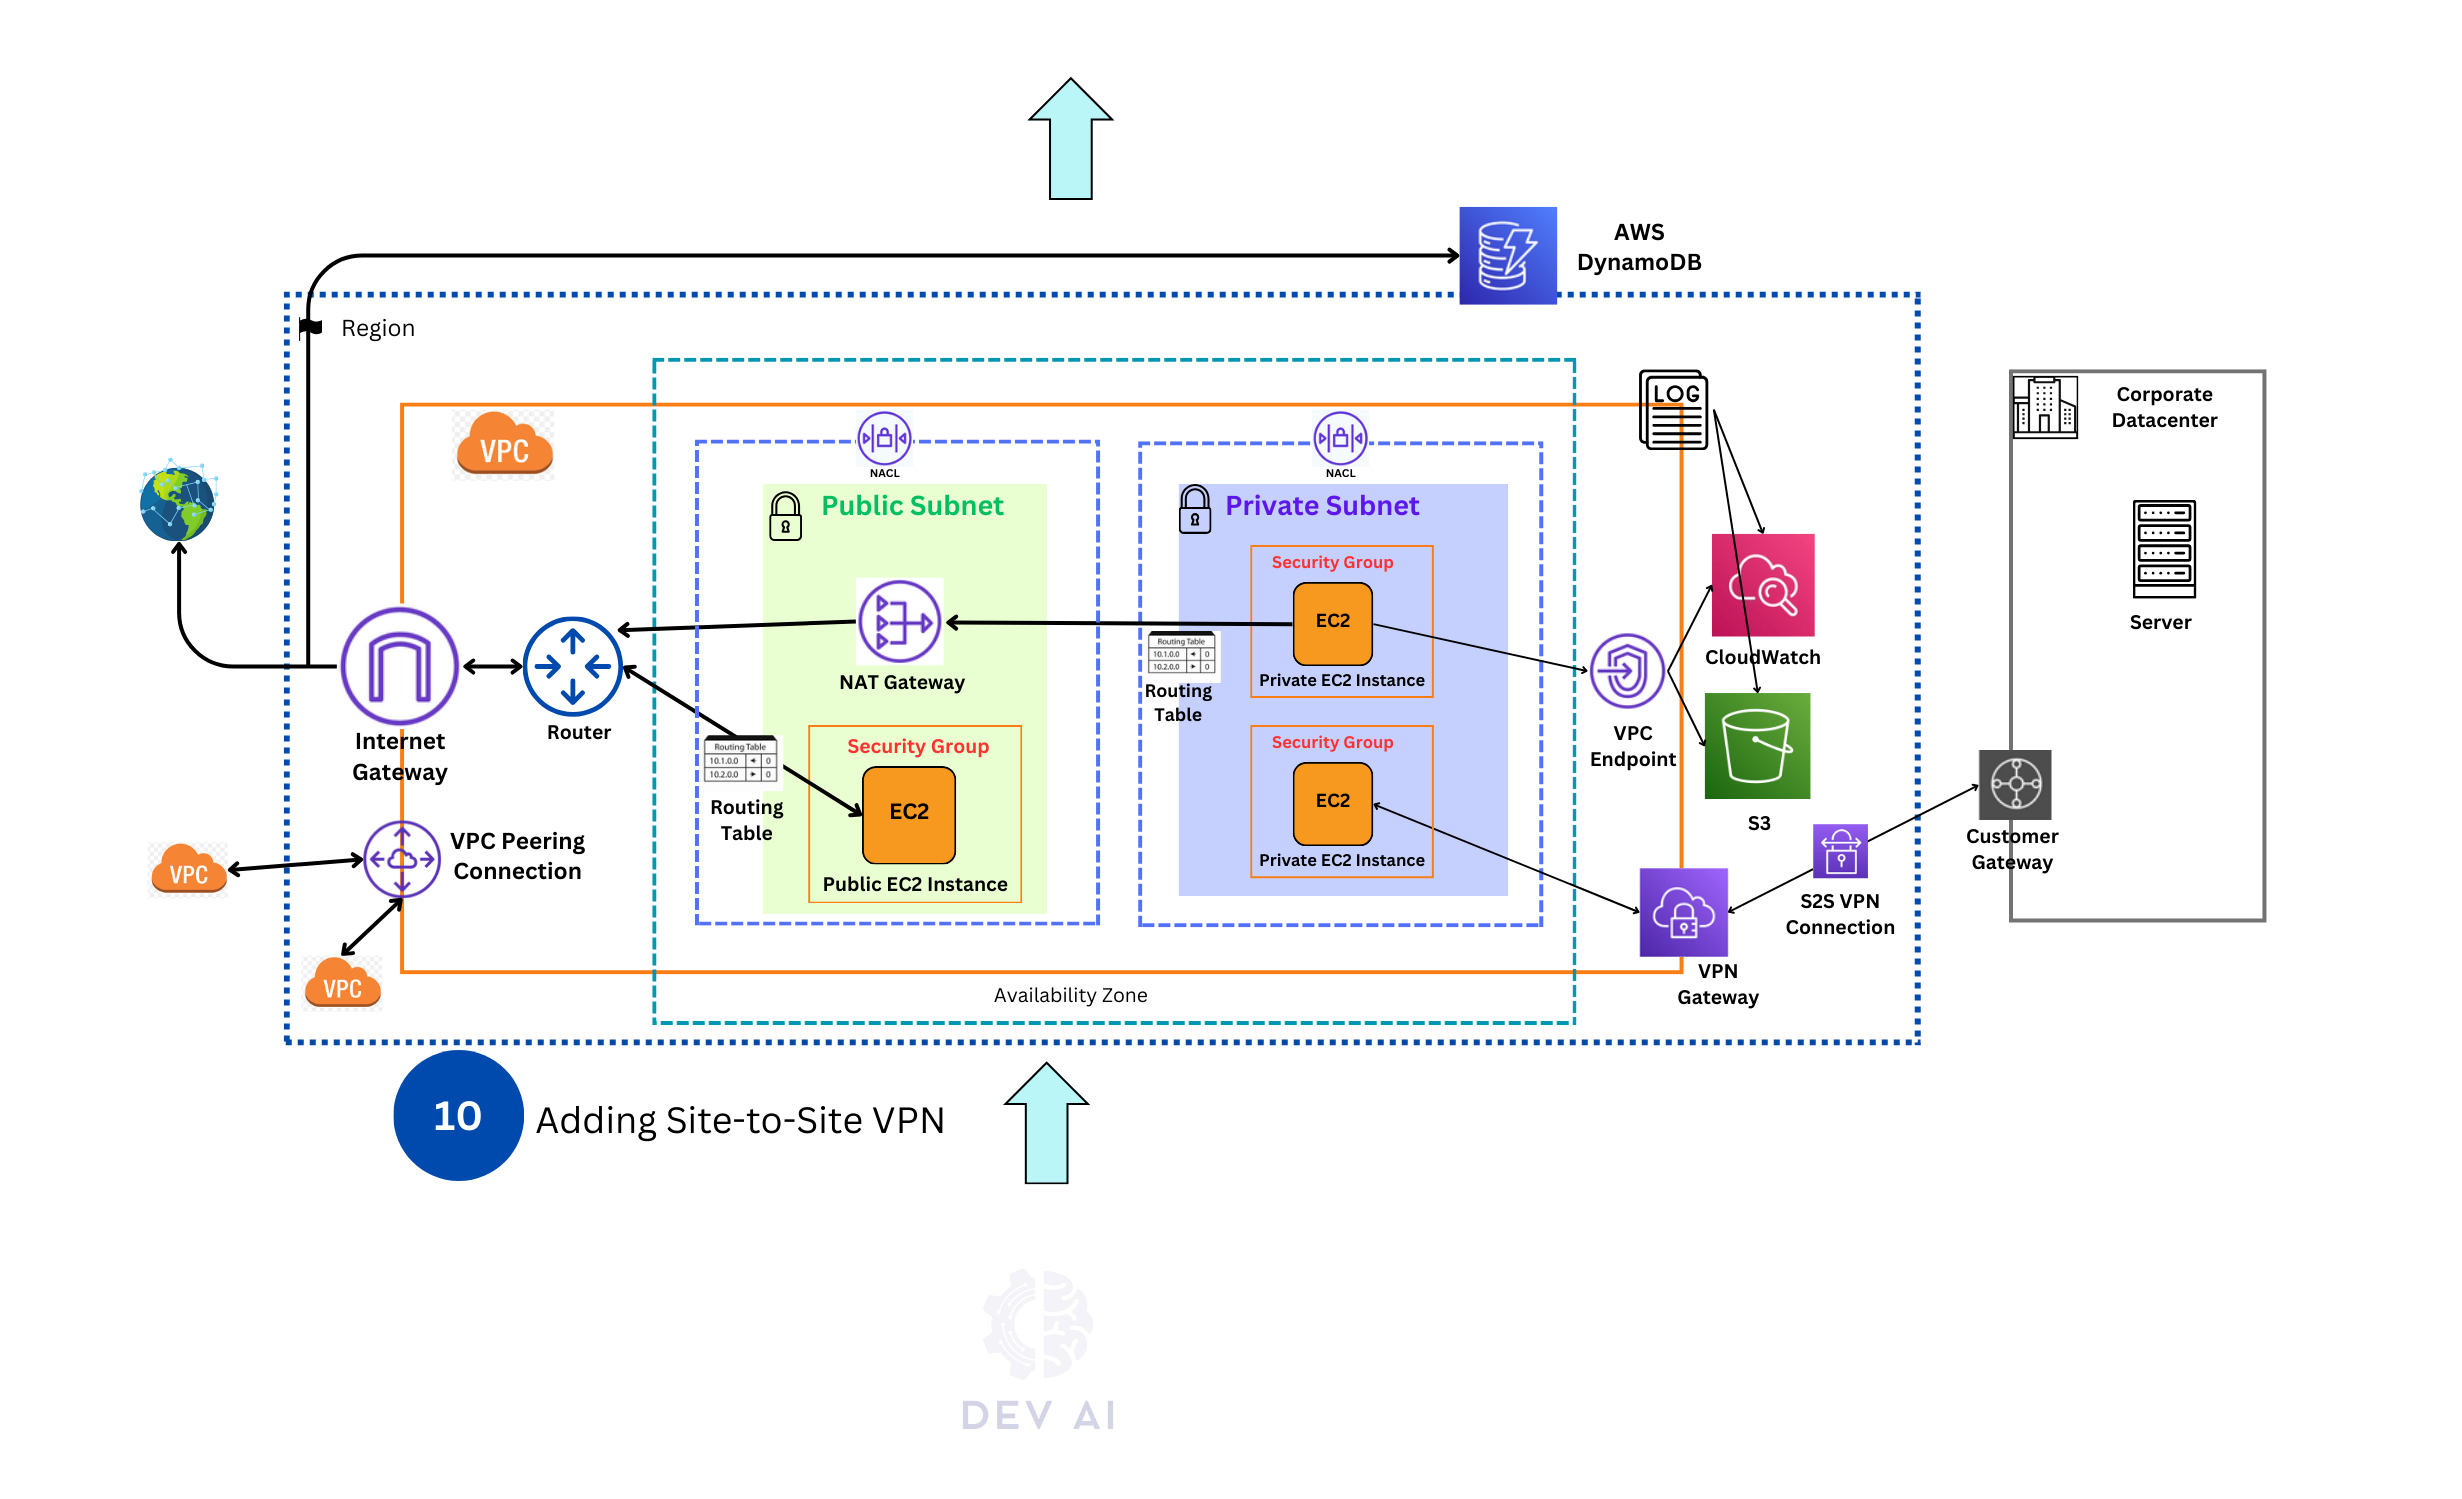 AWS
DynamoDB
Region
LOG
Corporate
Datacenter
VPC
NACL
NACL
Public Subnet
Private Subnet
Security Group
EC2
Private EC2 Instance
Server
Routing Table
10.1.0.0 0
10.2.0.0 0
Routing
Table
CloudWatch
NAT Gateway
Router
Internet
Gateway
VPC
Endpoint
Routing Table
10.1.0.0 0
10.2.0.0 0
Routing
Table
Security Group
EC2
Public EC2 Instance
Security Group
EC2
Private EC2 Instance
S3
Customer
Gateway
VPC Peering
Connection
VPC
VPC
S2S VPN
Connection
VPN
Gateway
Availability Zone
10
Adding Site-to-Site VPN
DEV AI